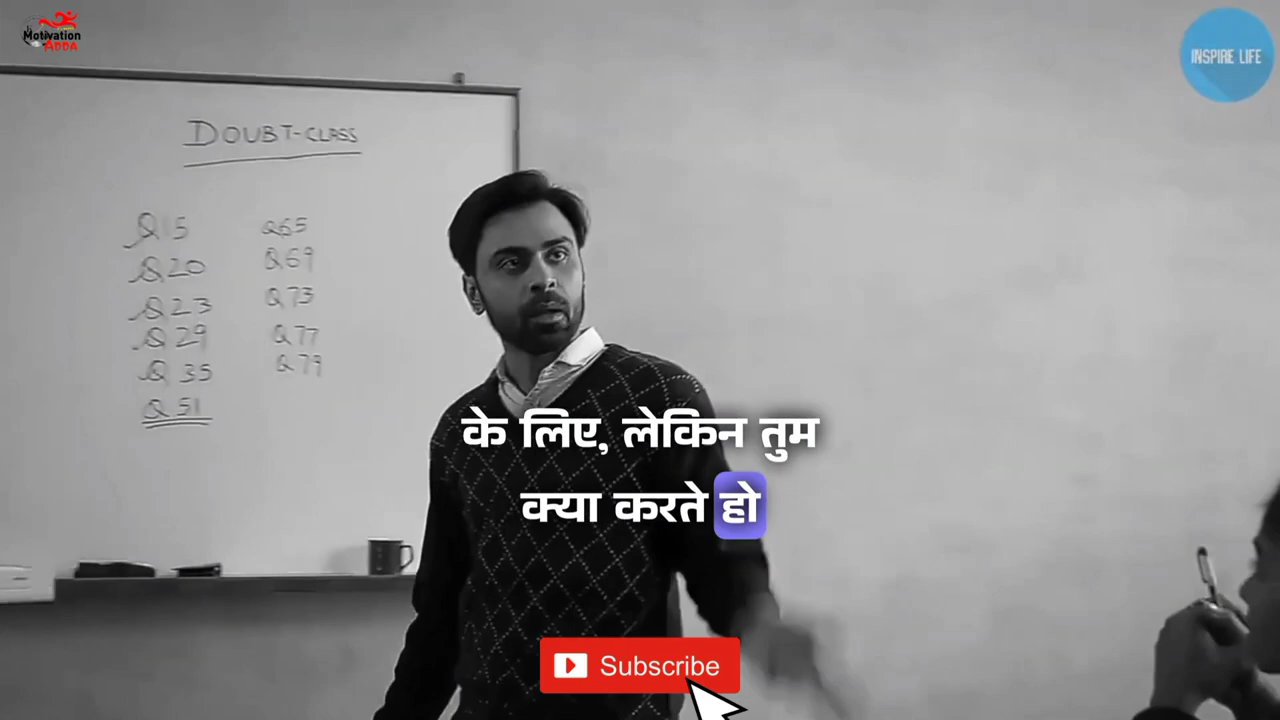 Motivation
ADDA
INSPIRE LIFE
DOUBT-CLASS
Q15
Q20
Q23
Q29
Q35
Q51
Q65
Q69
Q73
Q77
Q79
के लिए, लेकिन तुम
क्या करते हो
Subscribe